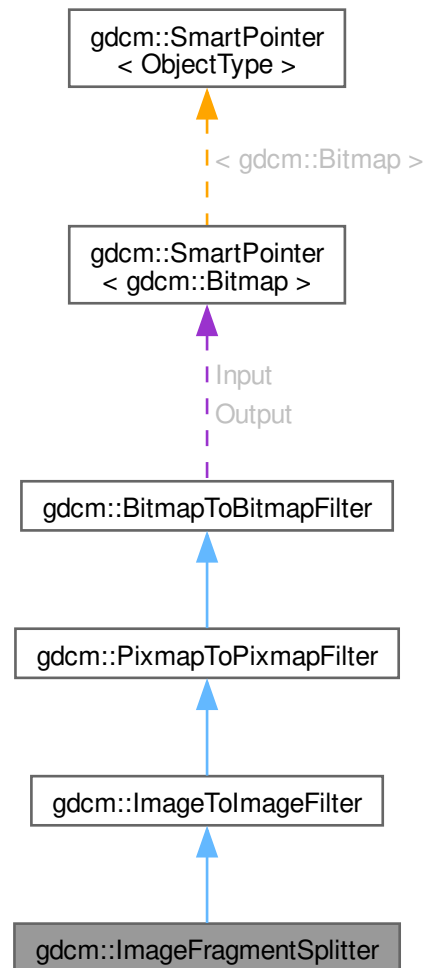 gdcm::SmartPointer
< ObjectType >
< gdcm::Bitmap >
gdcm::SmartPointer
< gdcm::Bitmap >
Input
Output
gdcm::BitmapToBitmapFilter
gdcm::PixmapToPixmapFilter
gdcm::ImageToImageFilter
gdcm::ImageFragmentSplitter